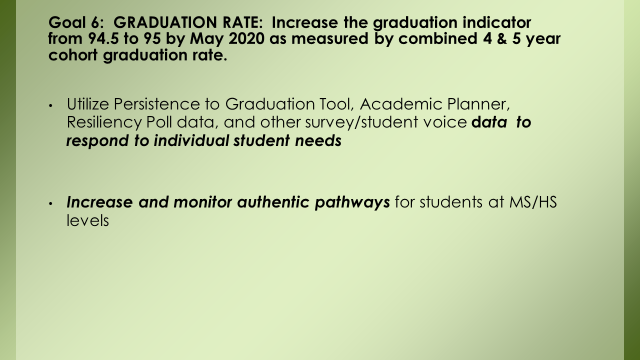 Goal 6:  GRADUATION RATE:  Increase the graduation indicator
from 94.5 to 95 by May 2020 as measured by combined 4 & 5 year
cohort graduation rate.
• Utilize Persistence to Graduation Tool, Academic Planner,
Resiliency Poll data, and other survey/student voice data  to
respond to individual student needs
• Increase and monitor authentic pathways for students at MS/HS
levels